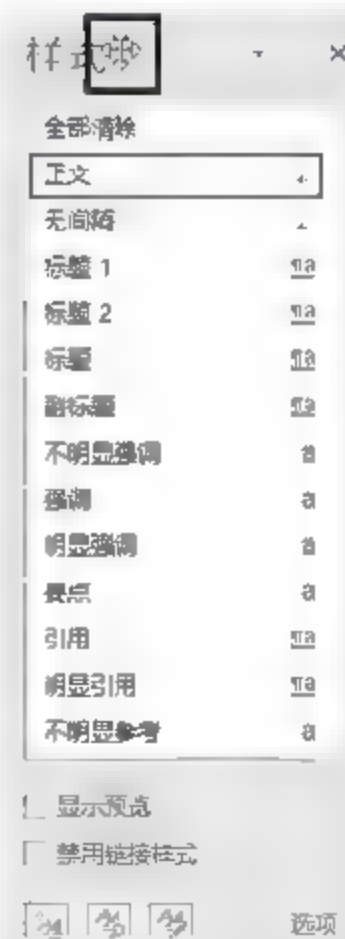 样式
全部清除
正文
无间隔
标题 1 ¶a
标题 2 ¶a
标题 ¶a
副标题 ¶a
不明显强调 a
强调 a
明显强调 a
要点 a
引用 ¶a
明显引用 ¶a
不明显参考 a
显示预览
禁用链接样式
选项